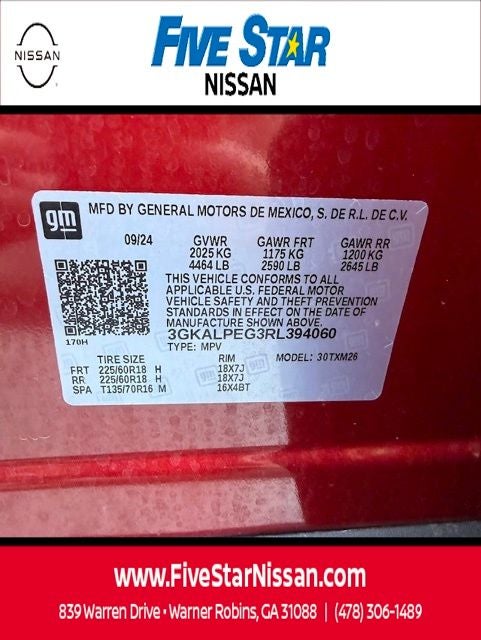 NISSAN
FIVE STAR
NISSAN
gm
MFD BY GENERAL MOTORS DE MEXICO, S. DE R.L. DE C.V.
09/24 GVWR GAWR FRT GAWR RR
2025 KG 1175 KG 1200 KG
4464 LB 2590 LB 2645 LB
THIS VEHICLE CONFORMS TO ALL
APPLICABLE U.S. FEDERAL MOTOR
VEHICLE SAFETY AND THEFT PREVENTION
STANDARDS IN EFFECT ON THE DATE OF
MANUFACTURE SHOWN ABOVE.
170H
3GKALPEG3RL394060
TYPE: MPV MODEL: 30TXM26
TIRE SIZE RIM
FRT 225/60R18 H 18X7J
RR 225/60R18 H 18X7J
SPA T135/70R16 M 16X4BT
www.FiveStarNissan.com
839 Warren Drive • Warner Robins, GA 31088 | (478) 306-1489